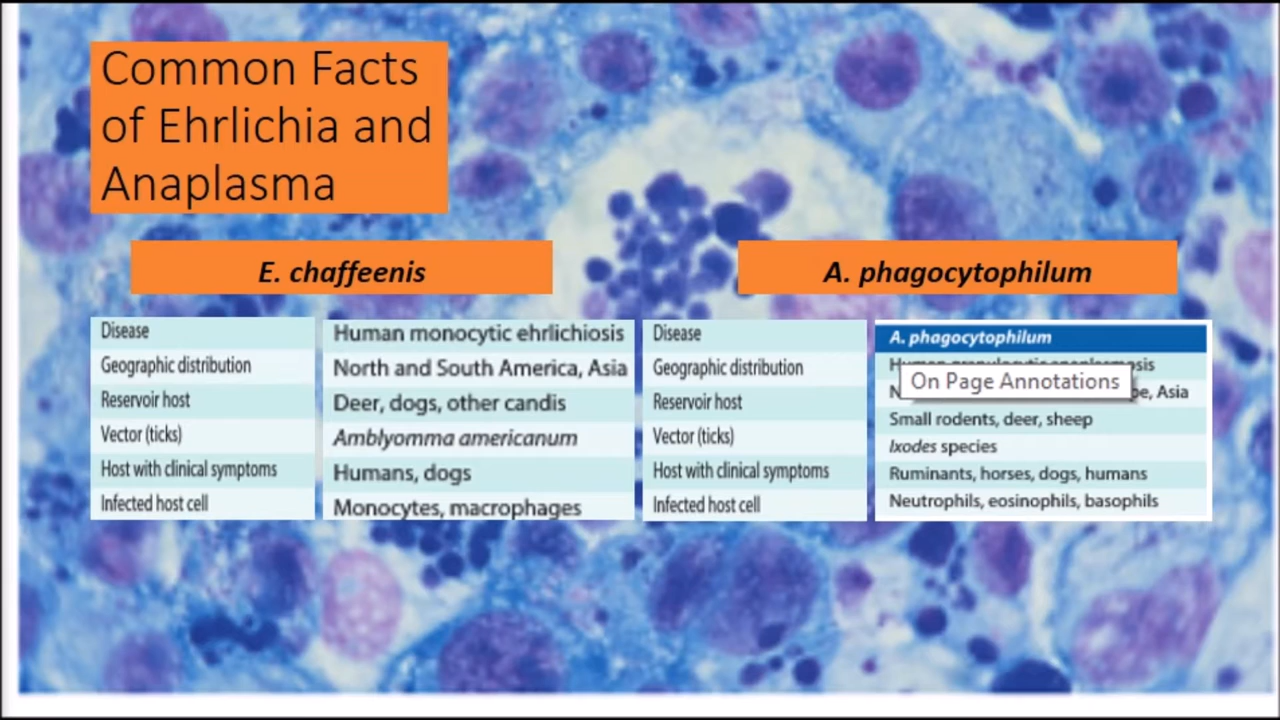 Common Facts
of Ehrlichia and
Anaplasma
E. chaffeenis
A. phagocytophilum
Disease
Geographic distribution
Reservoir host
Vector (ticks)
Host with clinical symptoms
Infected host cell
Human monocytic ehrlichiosis
North and South America, Asia
Deer, dogs, other candis
Amblyomma americanum
Humans, dogs
Monocytes, macrophages
Disease
Geographic distribution
Reservoir host
Vector (ticks)
Host with clinical symptoms
Infected host cell
A. phagocytophilum
Human granulocytic anaplasmosis
On Page Annotations
Asia
Small rodents, deer, sheep
Ixodes species
Ruminants, horses, dogs, humans
Neutrophils, eosinophils, basophils